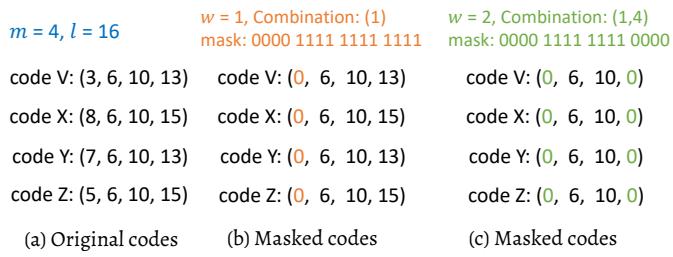 m = 4, l = 16
code V: (3, 6, 10, 13)
code X: (8, 6, 10, 15)
code Y: (7, 6, 10, 13)
code Z: (5, 6, 10, 15)
(a) Original codes
w = 1, Combination: (1)
mask: 0000 1111 1111 1111
code V: (0, 6, 10, 13)
code X: (0, 6, 10, 15)
code Y: (0, 6, 10, 13)
code Z: (0, 6, 10, 15)
(b) Masked codes
w = 2, Combination: (1,4)
mask: 0000 1111 1111 0000
code V: (0, 6, 10, 0)
code X: (0, 6, 10, 0)
code Y: (0, 6, 10, 0)
code Z: (0, 6, 10, 0)
(c) Masked codes